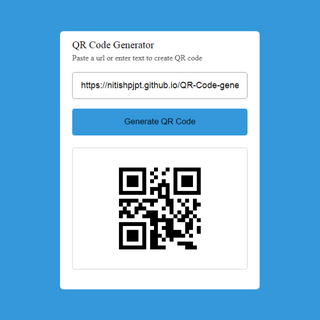 QR Code Generator
Paste a url or enter text to create QR code
https://nitishpjpt.github.io/QR-Code-gene
Generate QR Code